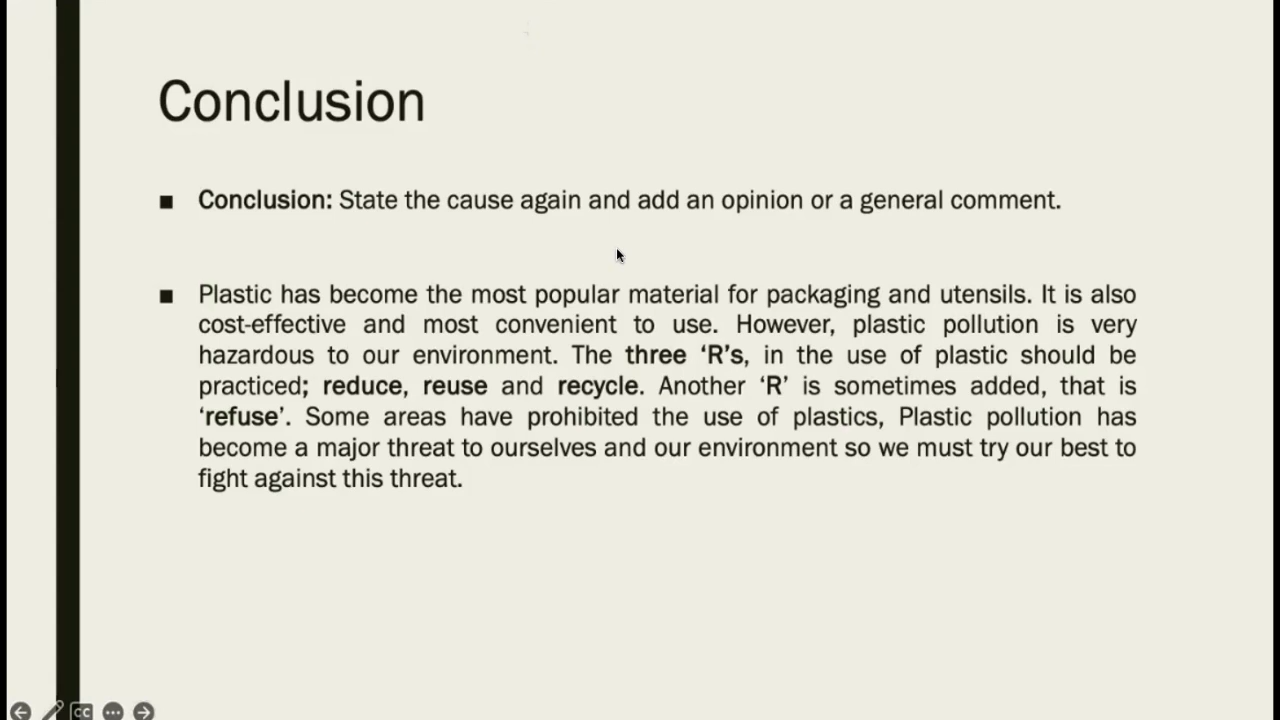 Conclusion
■ Conclusion: State the cause again and add an opinion or a general comment.
■ Plastic has become the most popular material for packaging and utensils. It is also
cost-effective and most convenient to use. However, plastic pollution is very
hazardous to our environment. The three ‘R’s, in the use of plastic should be
practiced; reduce, reuse and recycle. Another ‘R’ is sometimes added, that is
‘refuse’. Some areas have prohibited the use of plastics, Plastic pollution has
become a major threat to ourselves and our environment so we must try our best to
fight against this threat.
CC